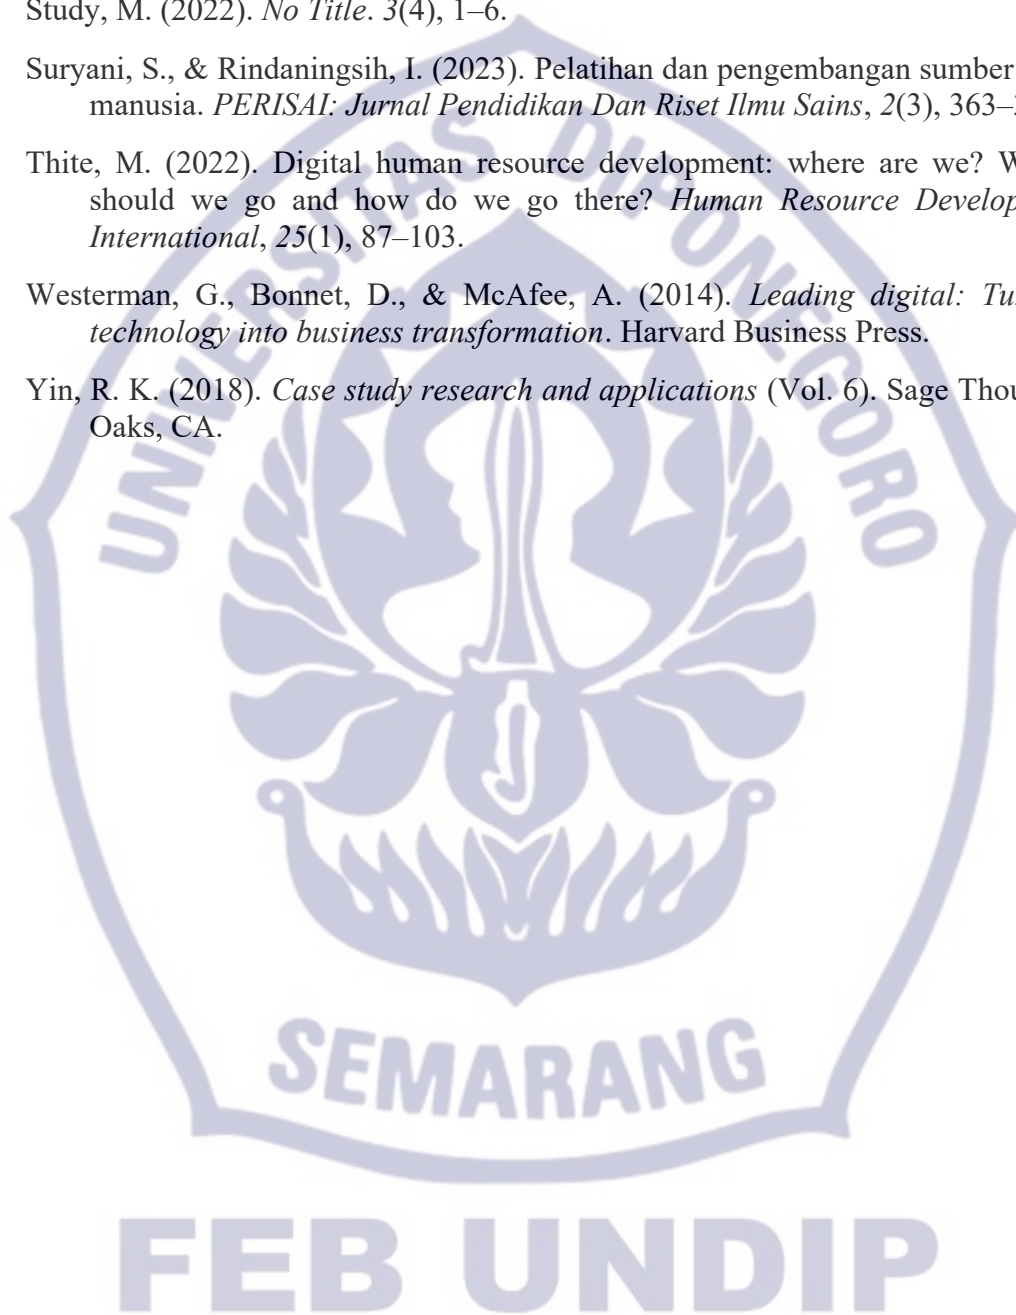 Study, M. (2022). No Title. 3(4), 1–6.
Suryani, S., & Rindaningsih, I. (2023). Pelatihan dan pengembangan sumber
manusia. PERISAI: Jurnal Pendidikan Dan Riset Ilmu Sains, 2(3), 363–
Thite, M. (2022). Digital human resource development: where are we? W
should we go and how do we go there? Human Resource Develop
International, 25(1), 87–103.
Westerman, G., Bonnet, D., & McAfee, A. (2014). Leading digital: Tu
technology into business transformation. Harvard Business Press.
Yin, R. K. (2018). Case study research and applications (Vol. 6). Sage Thou
Oaks, CA.
UNIVERSITAS DIPONEGORO
SEMARANG
FEB UNDIP